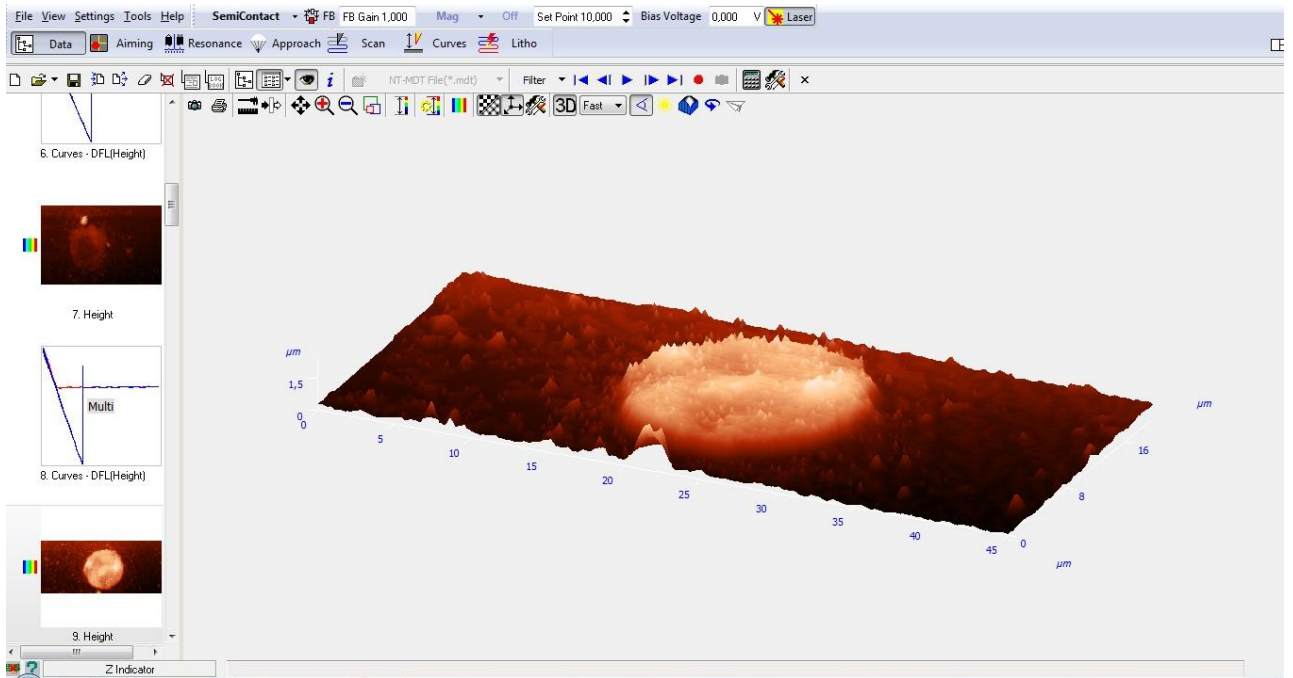 File View Settings Tools Help SemiContact FB FB Gain 1,000 Mag Off Set Point 10,000 Bias Voltage 0,000 V Laser
Data Aiming Resonance Approach Scan Curves Litho
NT-MDT File(*.mdt) Filter
3D Fast
6. Curves - DFL(Height)
7. Height
Multi
8. Curves - DFL(Height)
9. Height
Z Indicator
µm
1,5
0
0
5
10
15
20
25
30
35
40
45
0
8
16
µm
µm